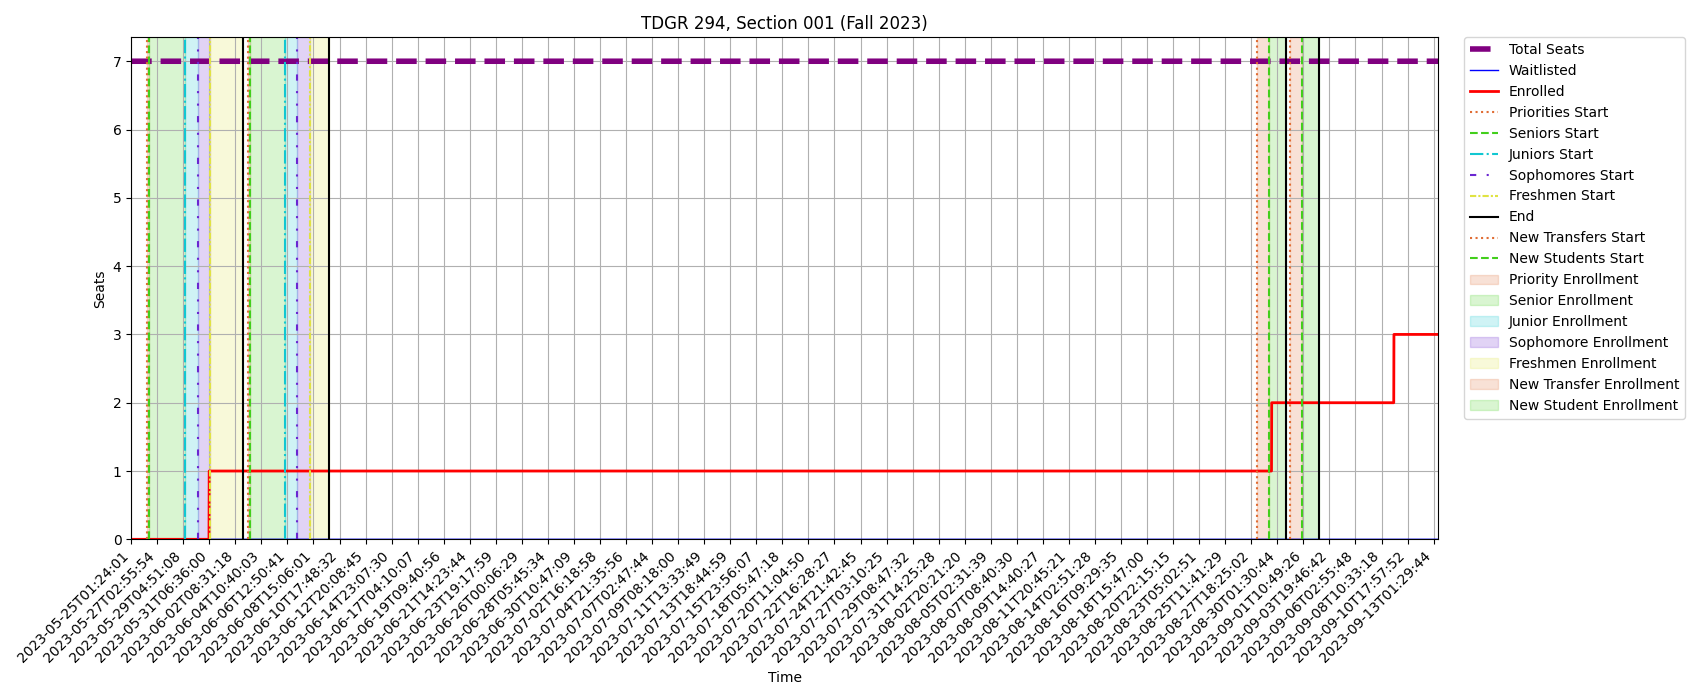 TDGR 294, Section 001 (Fall 2023)
Seats
7
6
5
4
3
2
1
0
2023-05-25T01:24:01
2023-05-27T02:55:54
2023-05-29T04:51:08
2023-05-31T06:36:00
2023-06-02T08:31:18
2023-06-04T10:40:03
2023-06-06T12:50:41
2023-06-08T15:06:01
2023-06-10T17:48:32
2023-06-12T20:08:45
2023-06-14T23:07:30
2023-06-17T04:10:07
2023-06-19T09:40:56
2023-06-21T14:23:44
2023-06-23T19:17:59
2023-06-26T00:06:29
2023-06-28T05:45:34
2023-06-30T10:47:09
2023-07-02T16:18:58
2023-07-04T21:35:56
2023-07-07T02:47:44
2023-07-09T08:18:00
2023-07-11T13:33:49
2023-07-13T18:44:59
2023-07-15T23:56:07
2023-07-18T05:47:18
2023-07-20T11:04:50
2023-07-22T16:28:27
2023-07-24T21:42:45
2023-07-27T03:10:25
2023-07-29T08:47:32
2023-07-31T14:25:28
2023-08-02T20:21:20
2023-08-05T02:31:39
2023-08-07T08:40:30
2023-08-09T14:40:27
2023-08-11T20:45:21
2023-08-14T02:51:28
2023-08-16T09:29:35
2023-08-18T15:47:00
2023-08-20T22:15:15
2023-08-23T05:02:51
2023-08-25T11:41:29
2023-08-27T18:25:02
2023-08-30T01:30:44
2023-09-01T10:49:26
2023-09-03T19:46:42
2023-09-06T02:55:48
2023-09-08T10:33:18
2023-09-10T17:57:52
2023-09-13T01:29:44
Time
Total Seats
Waitlisted
Enrolled
Priorities Start
Seniors Start
Juniors Start
Sophomores Start
Freshmen Start
End
New Transfers Start
New Students Start
Priority Enrollment
Senior Enrollment
Junior Enrollment
Sophomore Enrollment
Freshmen Enrollment
New Transfer Enrollment
New Student Enrollment